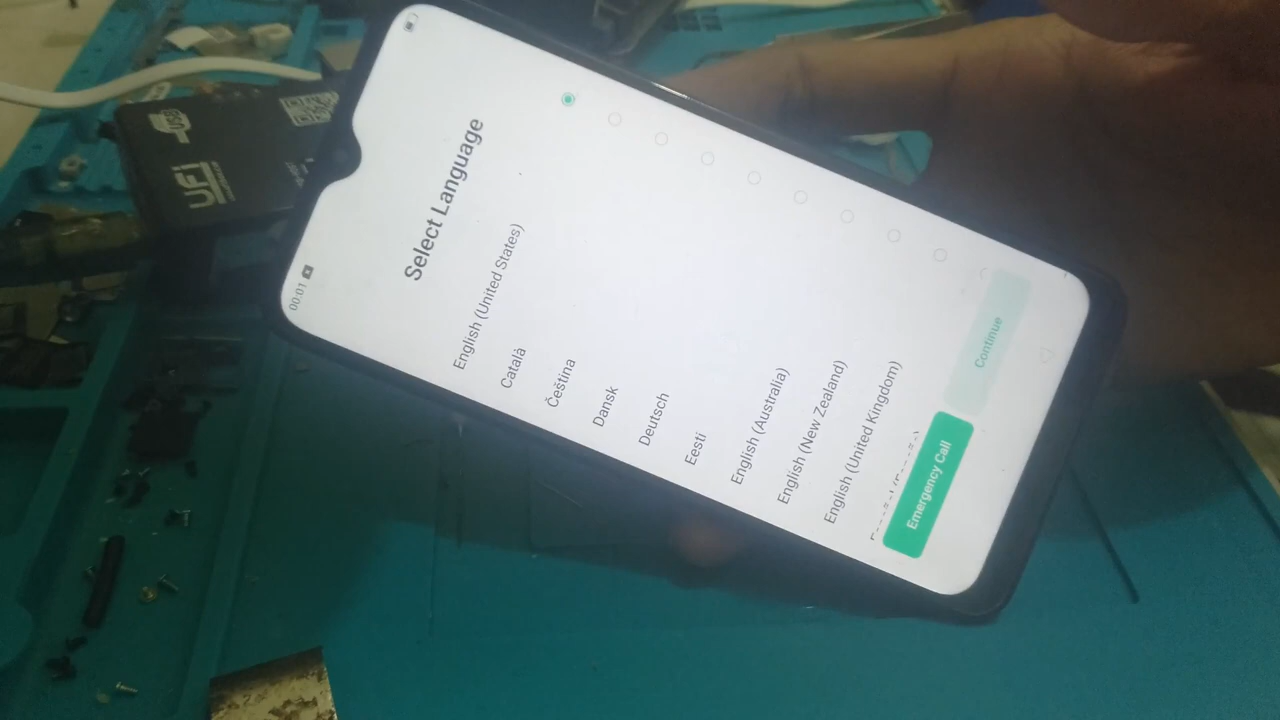 00:01
Select Language
English (United States)
Català
Čeština
Dansk
Deutsch
Eesti
English (Australia)
English (New Zealand)
English (United Kingdom)
Emergency Call
Continue
UFi
USB